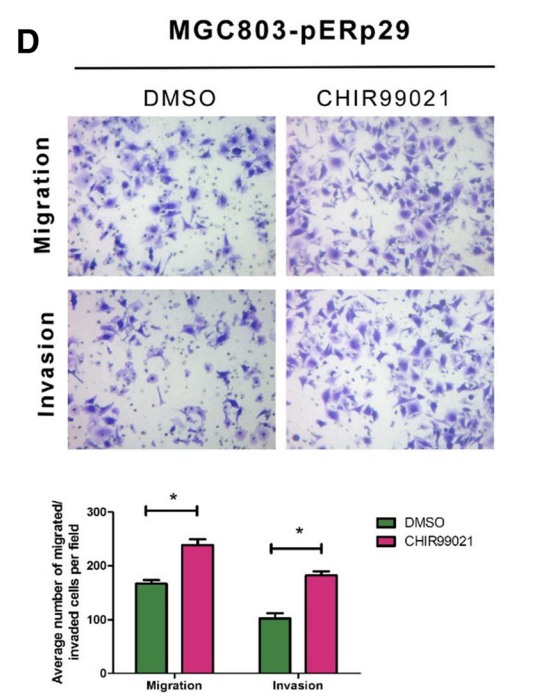 D
MGC803-pERp29
DMSO
CHIR99021
Migration
Invasion
Average number of migrated/
invaded cells per field
300
200
100
0
*
*
DMSO
CHIR99021
Migration
Invasion